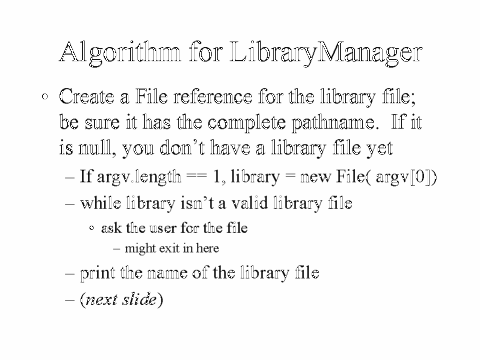 Algorithm for LibraryManager
◦ Create a File reference for the library file;
be sure it has the complete pathname. If it
is null, you don't have a library file yet
– If argv.length == 1, library = new File( argv[0])
– while library isn't a valid library file
◦ ask the user for the file
– might exit in here
– print the name of the library file
– (next slide)